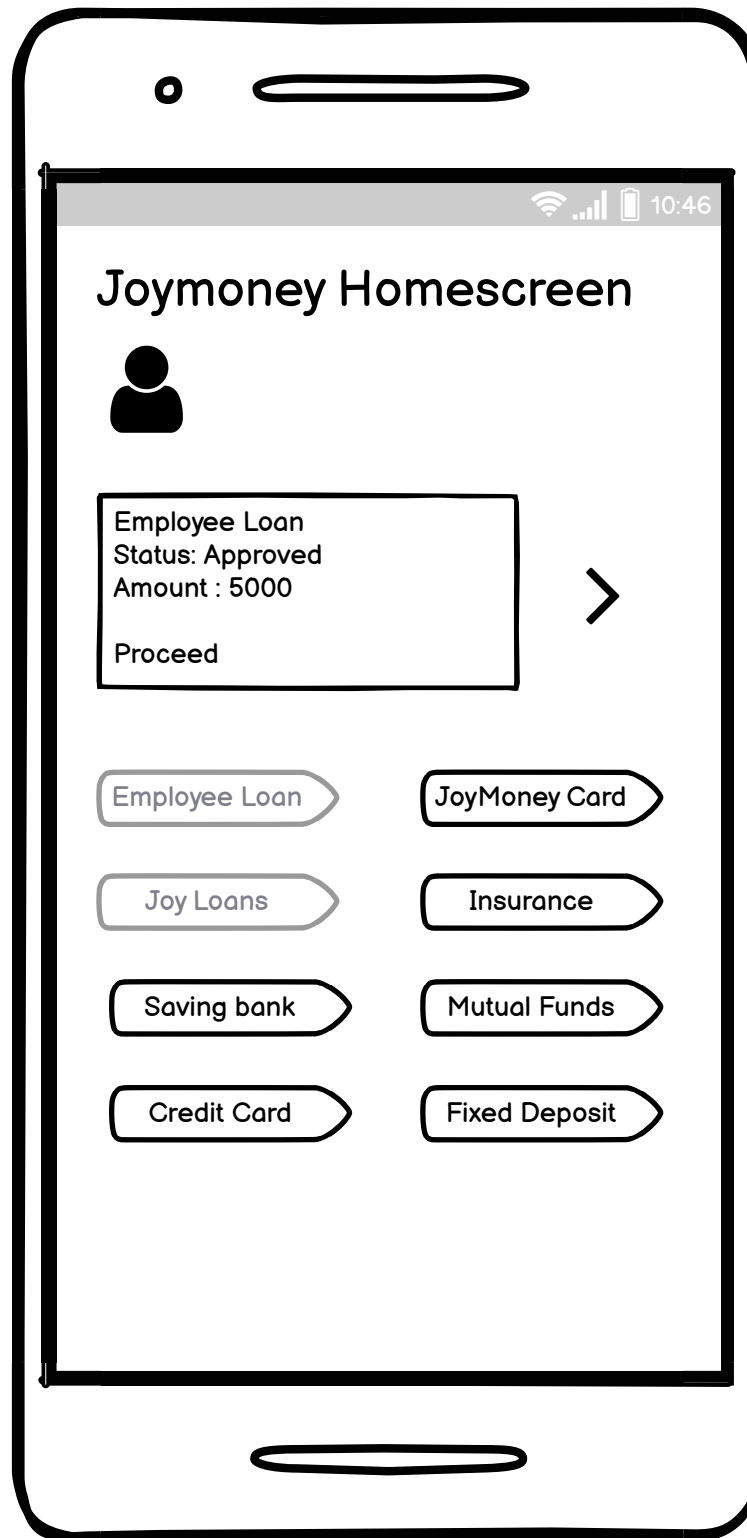 10:46
Joymoney Homescreen
Employee Loan
Status: Approved
Amount : 5000
Proceed
Employee Loan
JoyMoney Card
Joy Loans
Insurance
Saving bank
Mutual Funds
Credit Card
Fixed Deposit